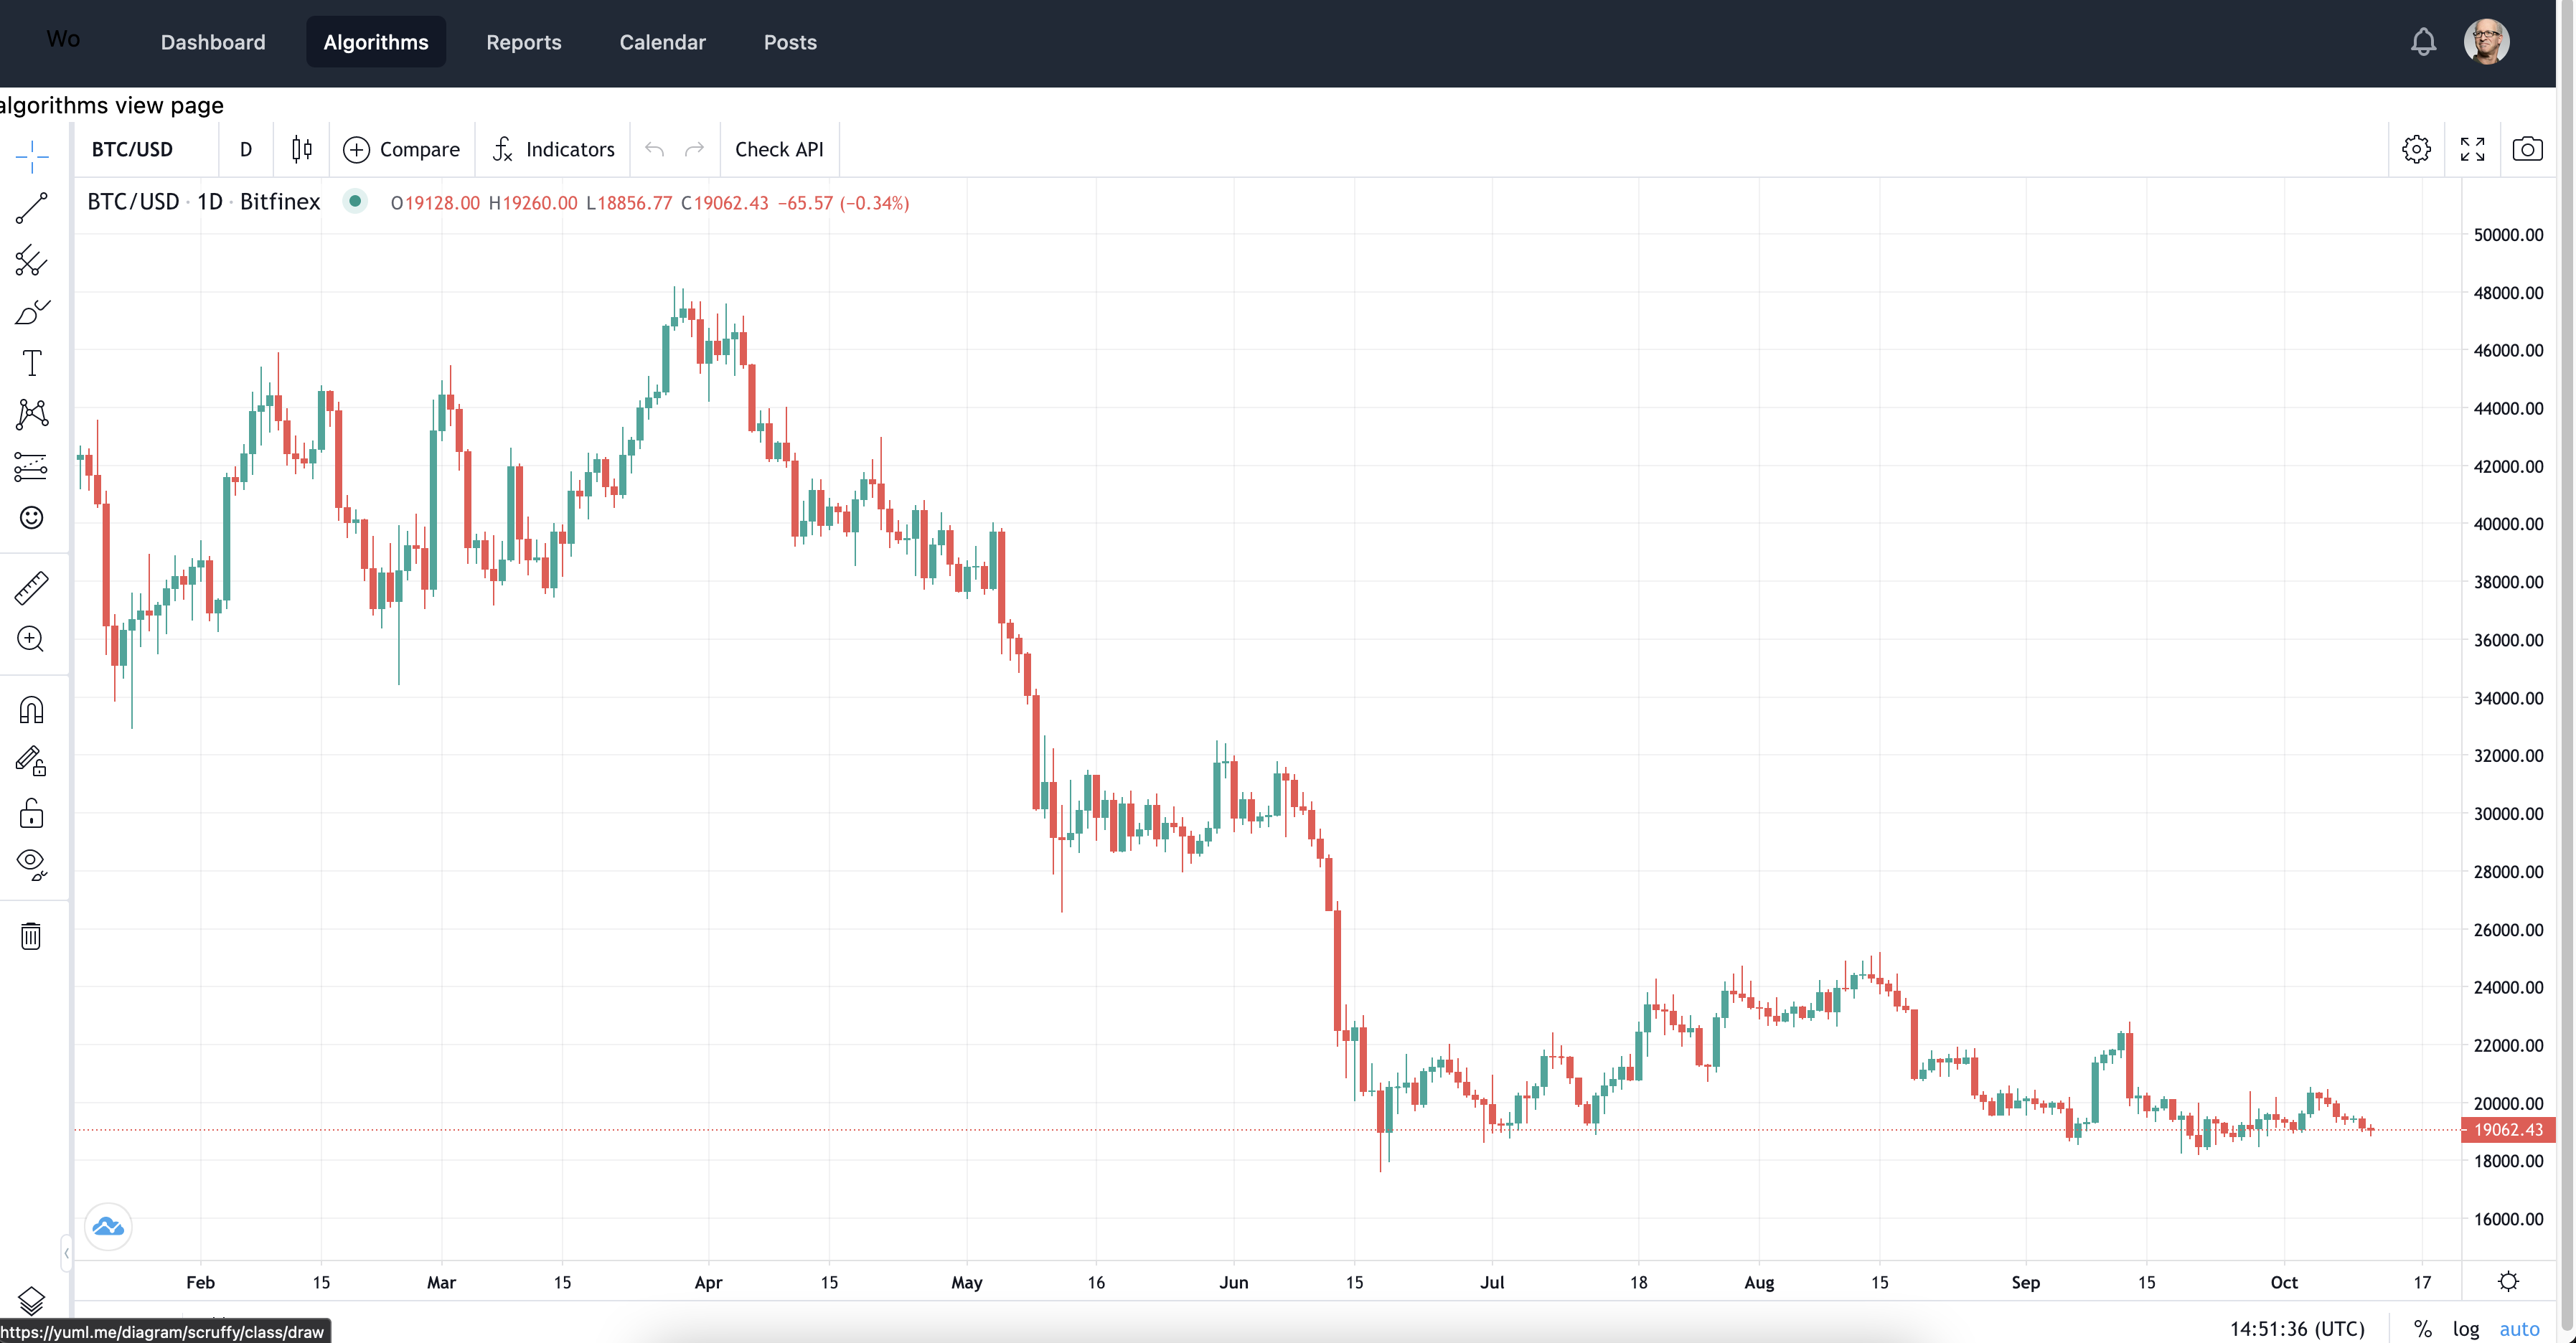 Wo Dashboard Algorithms Reports Calendar Posts
algorithms view page
BTC/USD D Compare Indicators Check API
BTC/USD · 1D · Bitfinex O19128.00 H19260.00 L18856.77 C19062.43 −65.57 (−0.34%)
50000.00
48000.00
46000.00
44000.00
42000.00
40000.00
38000.00
36000.00
34000.00
32000.00
30000.00
28000.00
26000.00
24000.00
22000.00
20000.00
19062.43
18000.00
16000.00
Feb 15 Mar 15 Apr 15 May 16 Jun 15 Jul 18 Aug 15 Sep 15 Oct 17
14:51:36 (UTC) % log auto
https://yuml.me/diagram/scruffy/class/draw